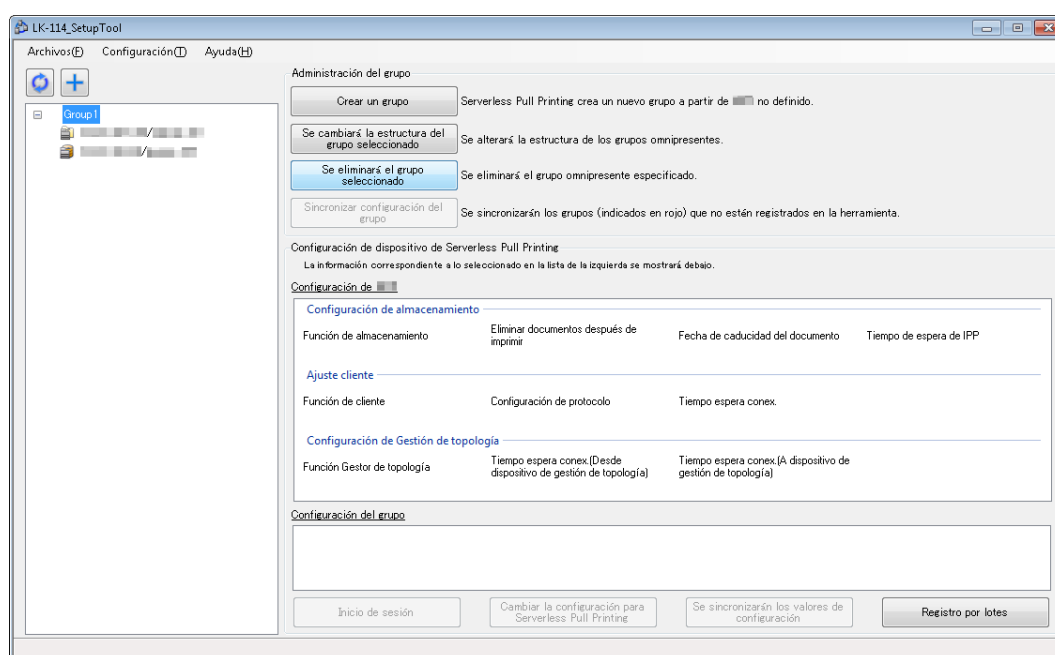 LK-114_SetupTool
Archivos(F) Configuración(T) Ayuda(H)
Administración del grupo
Crear un grupo
Serverless Pull Printing crea un nuevo grupo a partir de no definido.
Group1
Se cambiará la estructura del
grupo seleccionado
Se alterará la estructura de los grupos omnipresentes.
/
/
Se eliminará el grupo
seleccionado
Se eliminará el grupo omnipresente especificado.
Sincronizar configuración del
grupo
Se sincronizarán los grupos (indicados en rojo) que no están registrados en la herramienta.
Configuración de dispositivo de Serverless Pull Printing
La información correspondiente a lo seleccionado en la lista de la izquierda se mostrará debajo.
Configuración de
Configuración de almacenamiento
Función de almacenamiento
Eliminar documentos después de
imprimir
Fecha de caducidad del documento
Tiempo de espera de IPP
Ajuste cliente
Función de cliente
Configuración de protocolo
Tiempo espera conex.
Configuración de Gestión de topología
Función Gestor de topología
Tiempo espera conex.(Desde
dispositivo de gestión de topología)
Tiempo espera conex.(A dispositivo de
gestión de topología)
Configuración del grupo
Inicio de sesión
Cambiar la configuración para
Serverless Pull Printing
Se sincronizarán los valores de
configuración
Registro por lotes